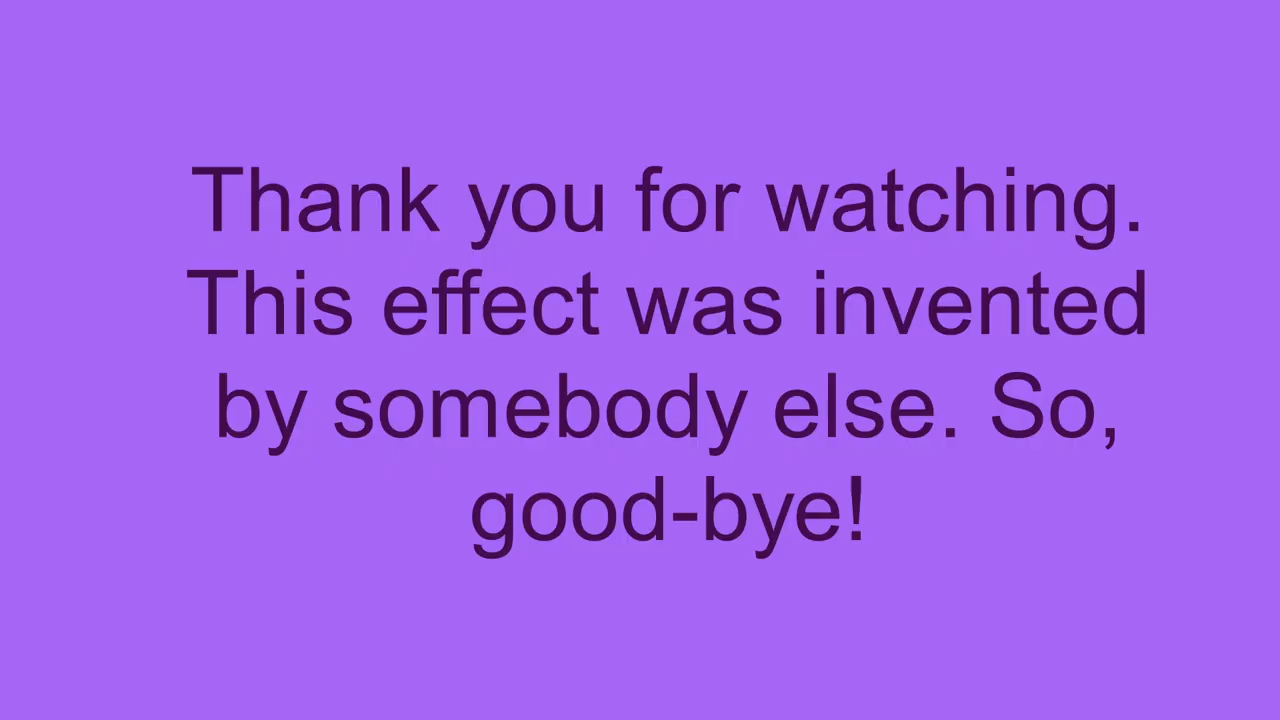 Thank you for watching.
This effect was invented
by somebody else. So,
good-bye!